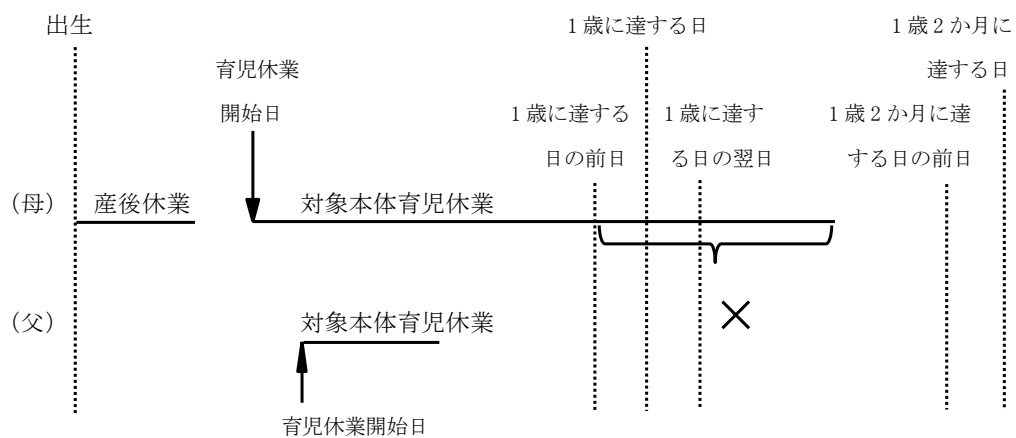 出生
1歳に達する日
1歳2か月に
達する日
育児休業
開始日
1歳に達する
日の前日
1歳に達す
る日の翌日
1歳2か月に達
する日の前日
(母)
産後休業
対象本体育児休業
(父)
対象本体育児休業
育児休業開始日